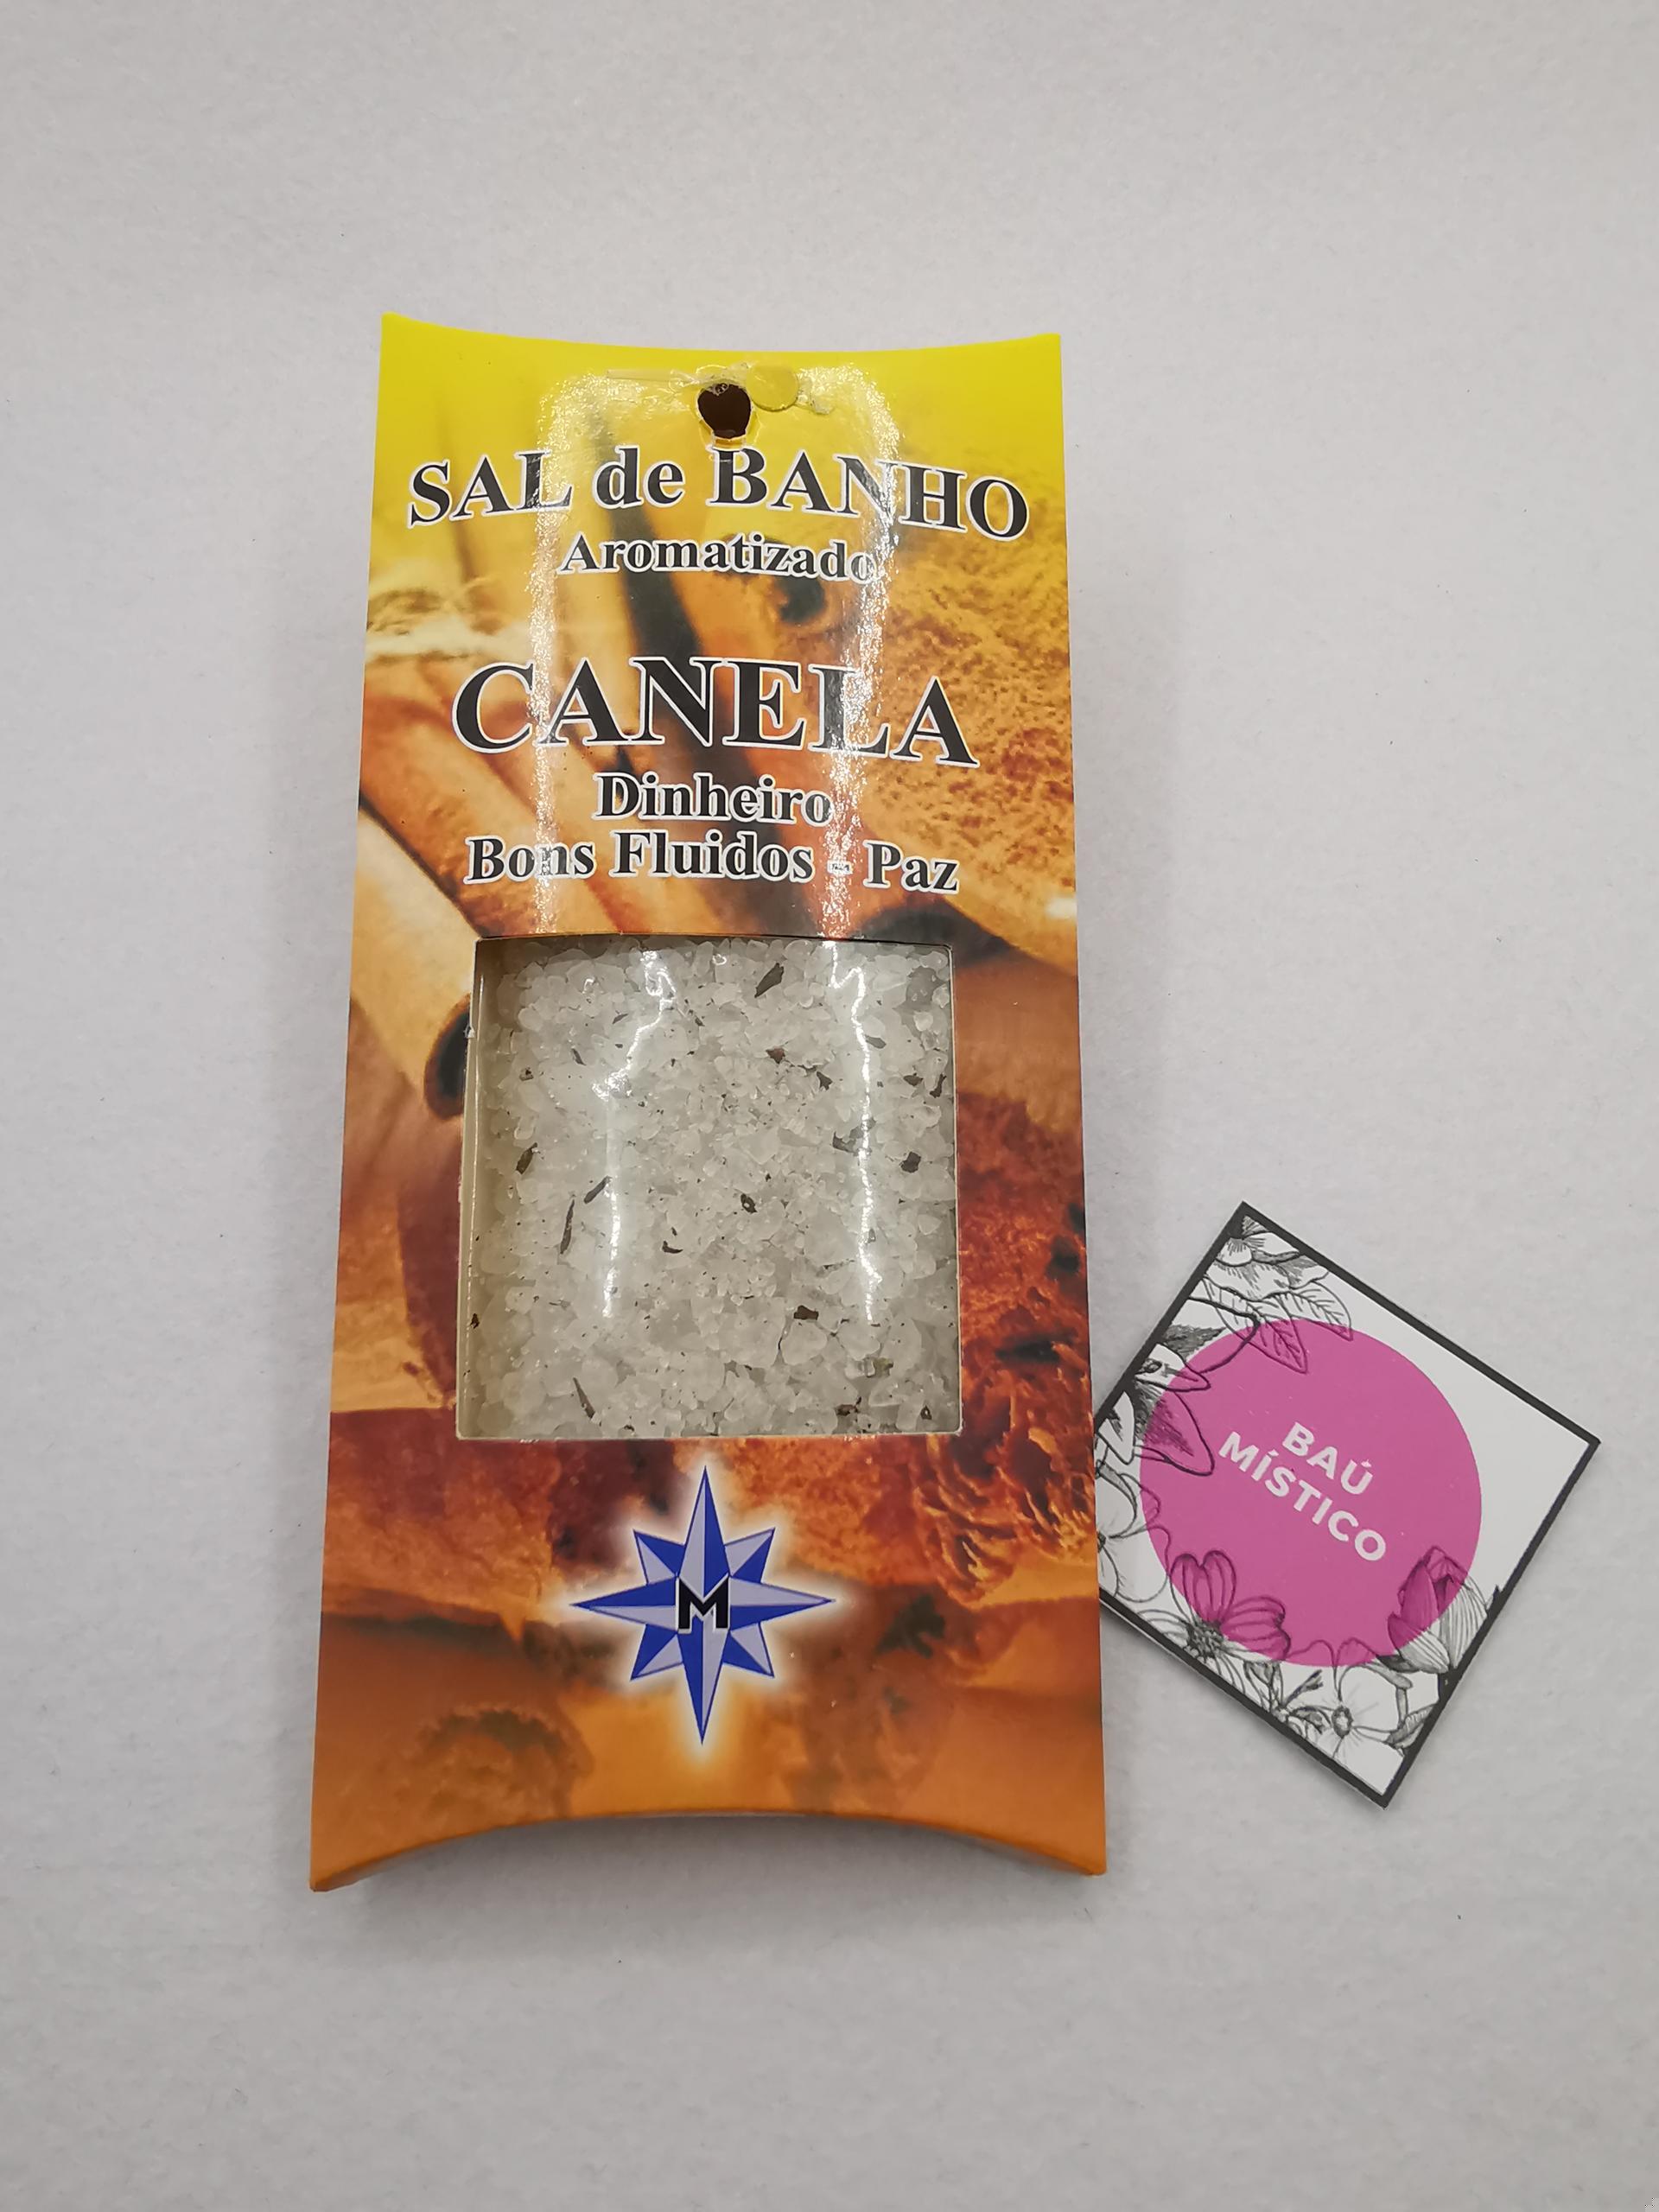 SAL de BANHO
Aromatizado
CANELA
Dinheiro
Bons Fluidos - Paz
M
BAÚ
MÍSTICO